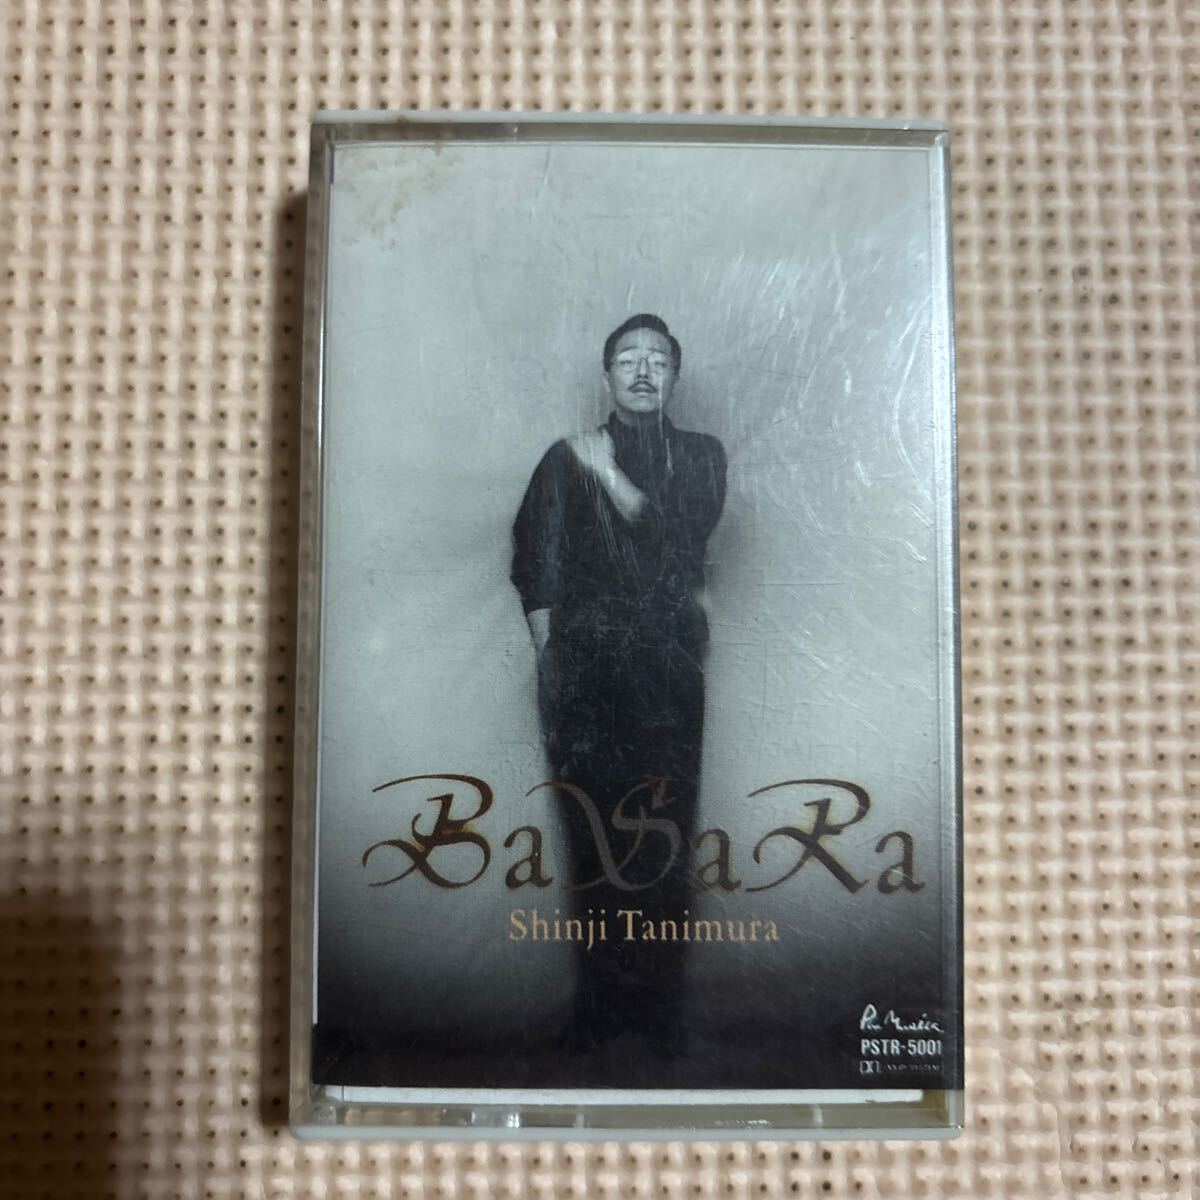 BaSaRa
Shinji Tanimura
PSTR-5001